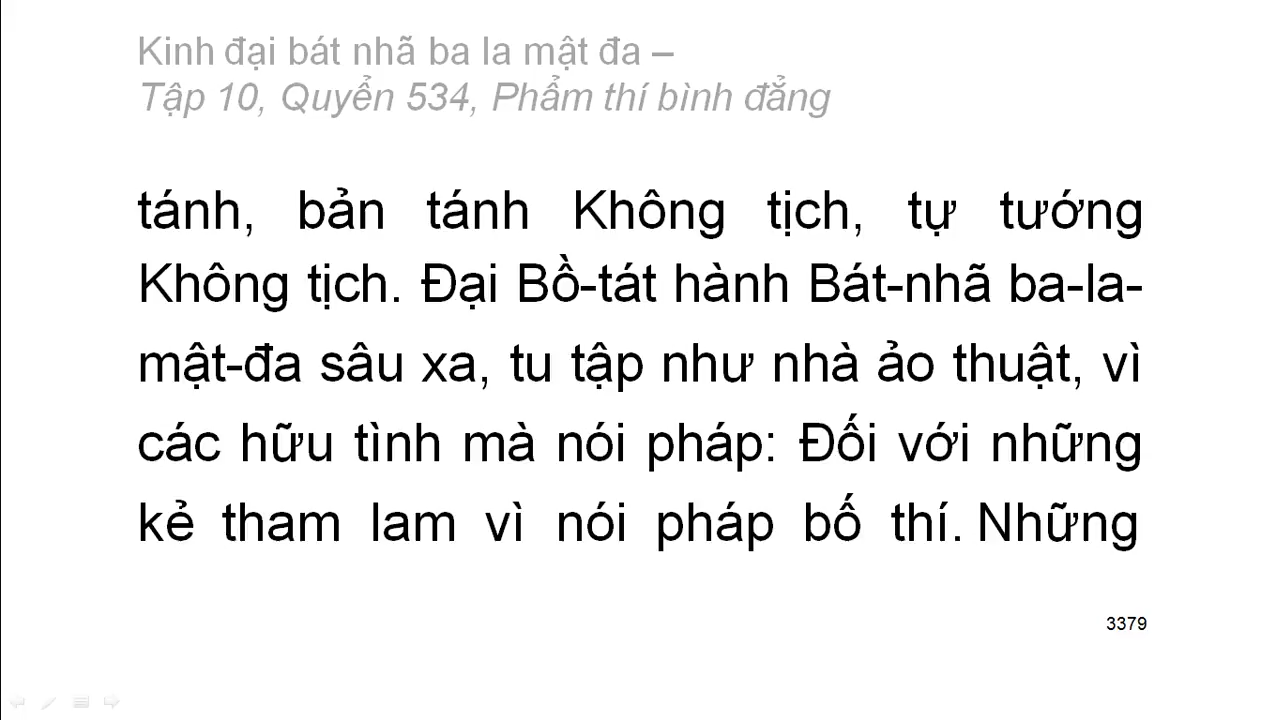 Kinh đại bát nhã ba la mật đa –
Tập 10, Quyển 534, Phẩm thí bình đẳng
tánh, bản tánh Không tịch, tự tướng
Không tịch. Đại Bồ-tát hành Bát-nhã ba-la-
mật-đa sâu xa, tu tập như nhà ảo thuật, vì
các hữu tình mà nói pháp: Đối với những
kẻ tham lam vì nói pháp bố thí. Những
3379